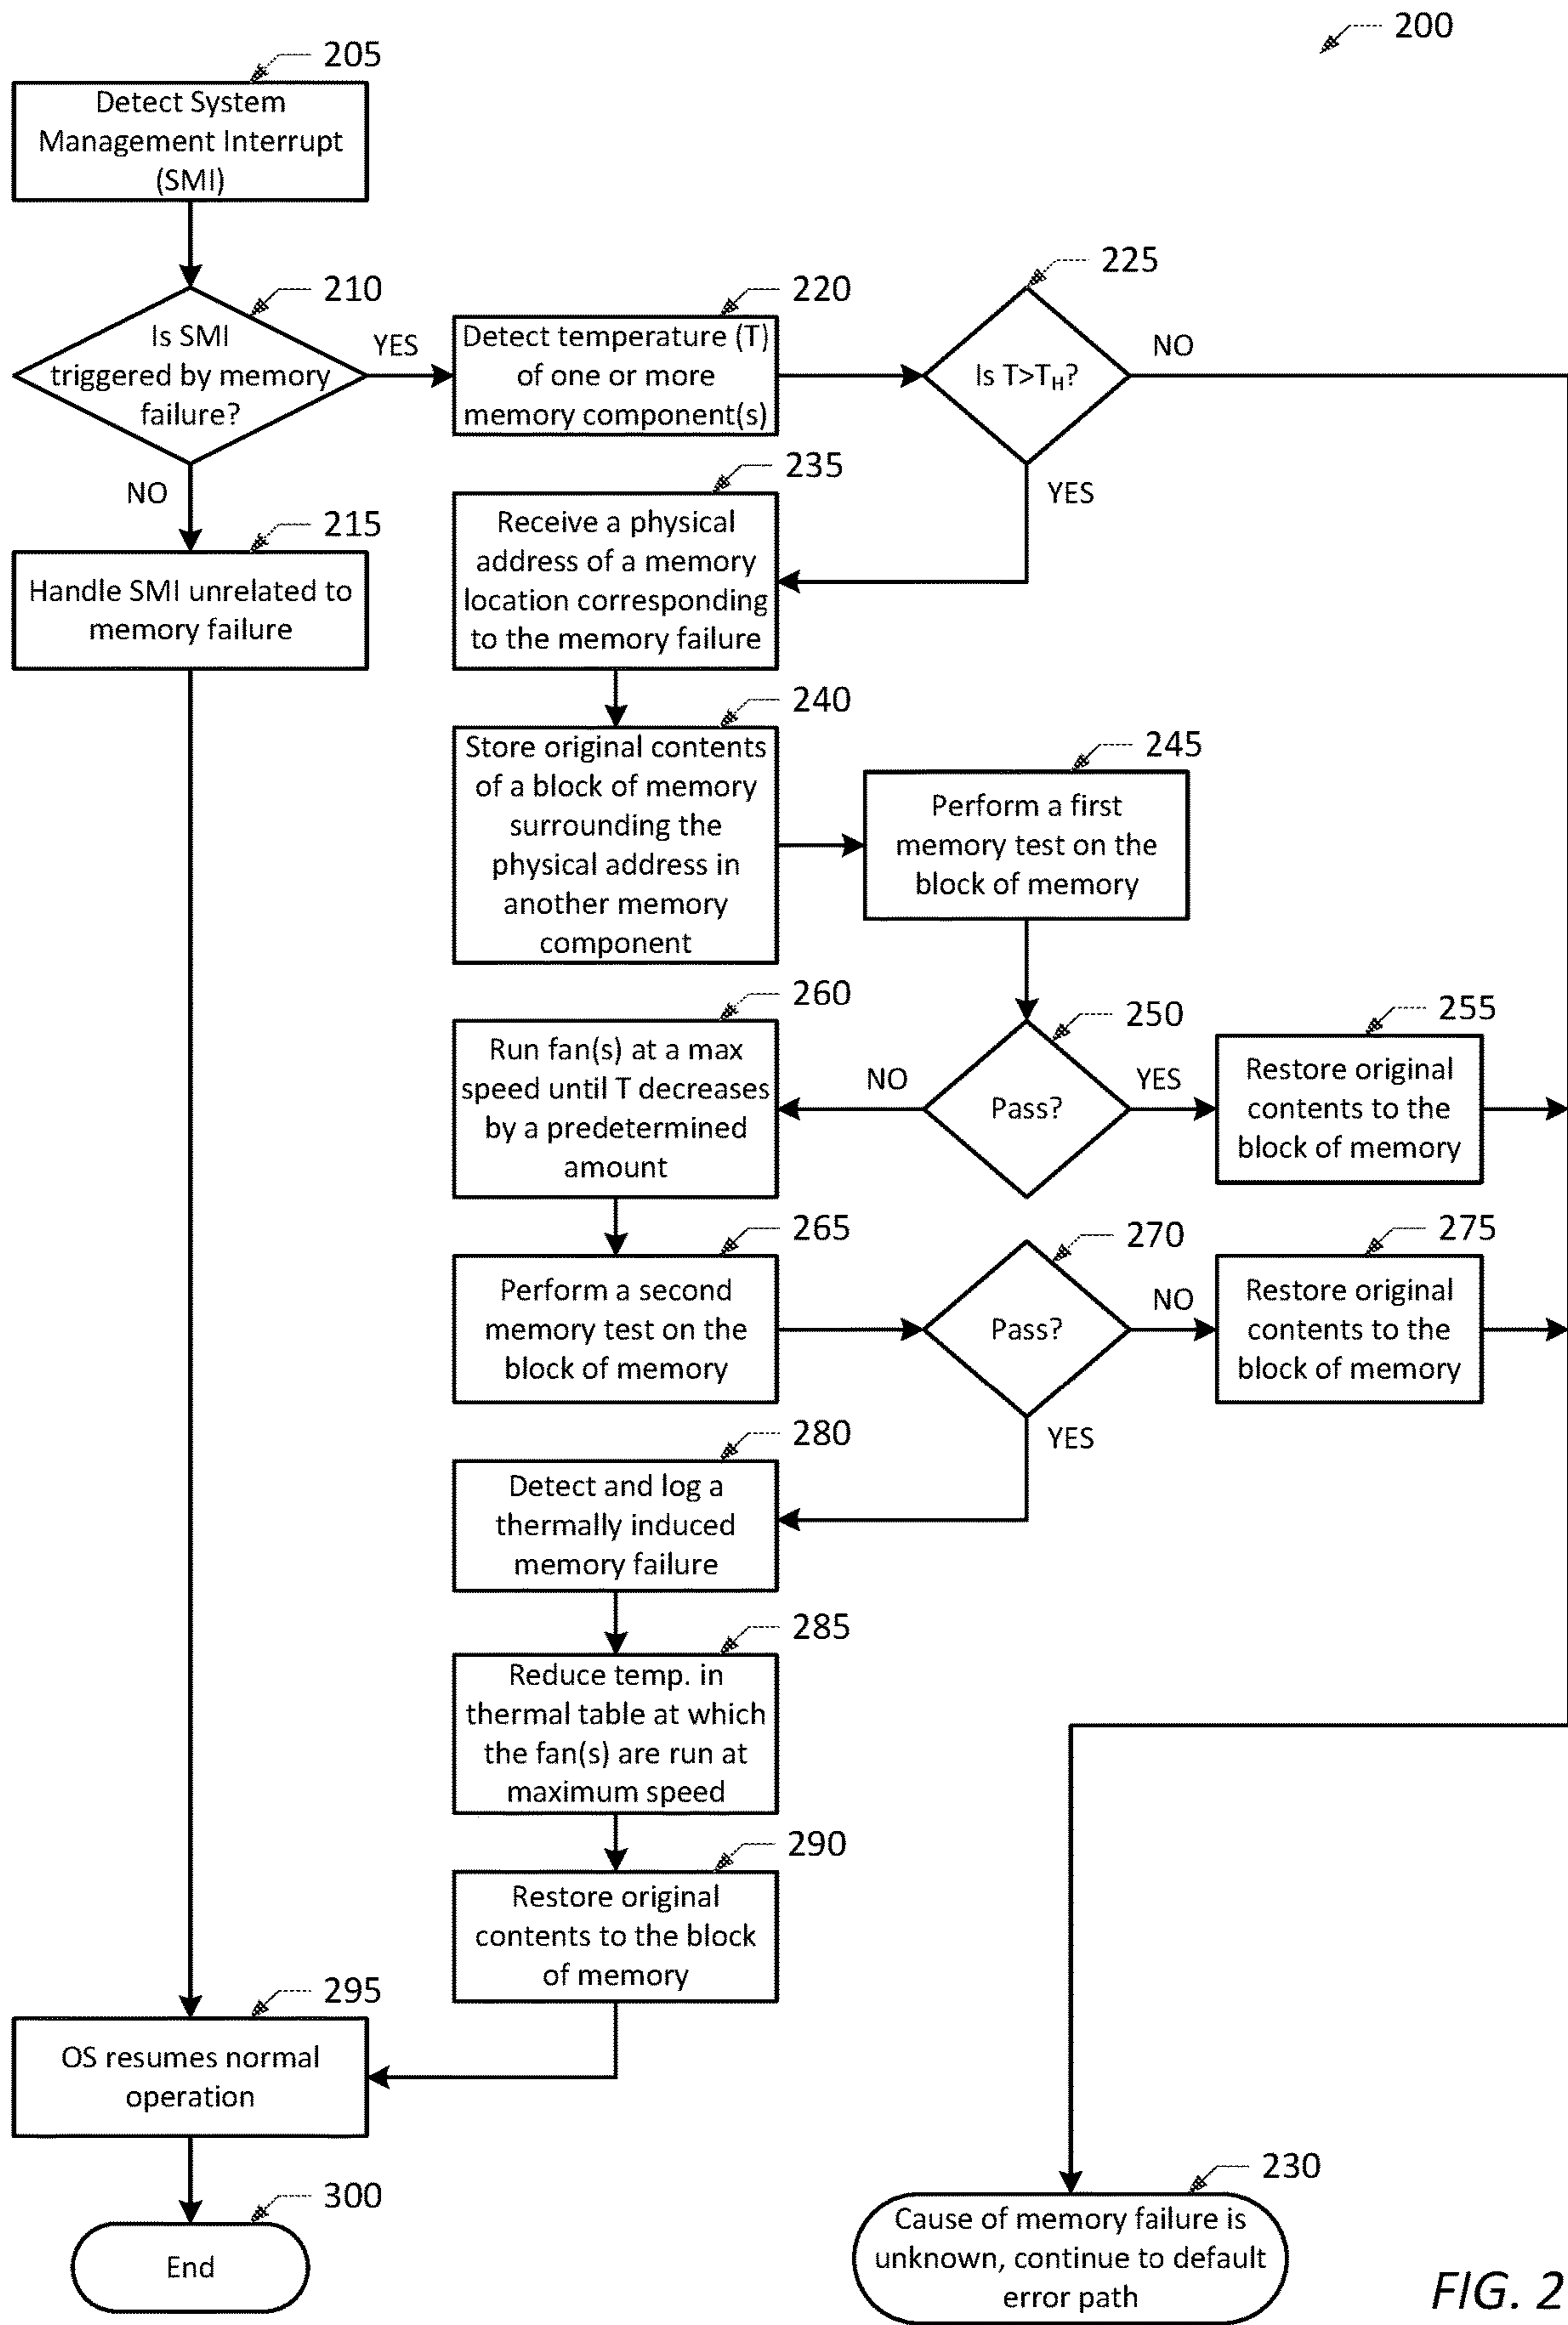 200
205
Detect System
Management Interrupt
(SMI)
210
Is SMI
triggered by memory
failure?
YES
NO
215
Handle SMI unrelated to
memory failure
220
Detect temperature (T)
of one or more
memory component(s)
225
Is T>TH?
NO
YES
235
Receive a physical
address of a memory
location corresponding
to the memory failure
240
Store original contents
of a block of memory
surrounding the
physical address in
another memory
component
245
Perform a first
memory test on the
block of memory
250
Pass?
NO
YES
255
Restore original
contents to the
block of memory
260
Run fan(s) at a max
speed until T decreases
by a predetermined
amount
265
Perform a second
memory test on the
block of memory
270
Pass?
NO
YES
275
Restore original
contents to the
block of memory
280
Detect and log a
thermally induced
memory failure
285
Reduce temp. in
thermal table at which
the fan(s) are run at
maximum speed
290
Restore original
contents to the block
of memory
295
OS resumes normal
operation
300
End
230
Cause of memory failure is
unknown, continue to default
error path
FIG. 2